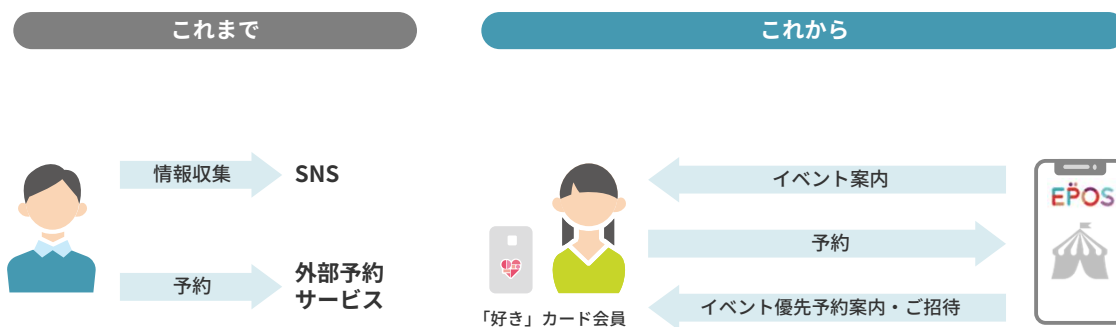 これまで
これから
情報収集
SNS
予約
外部予約
サービス
「好き」カード会員
イベント案内
予約
イベント優先予約案内・ご招待
EPOS